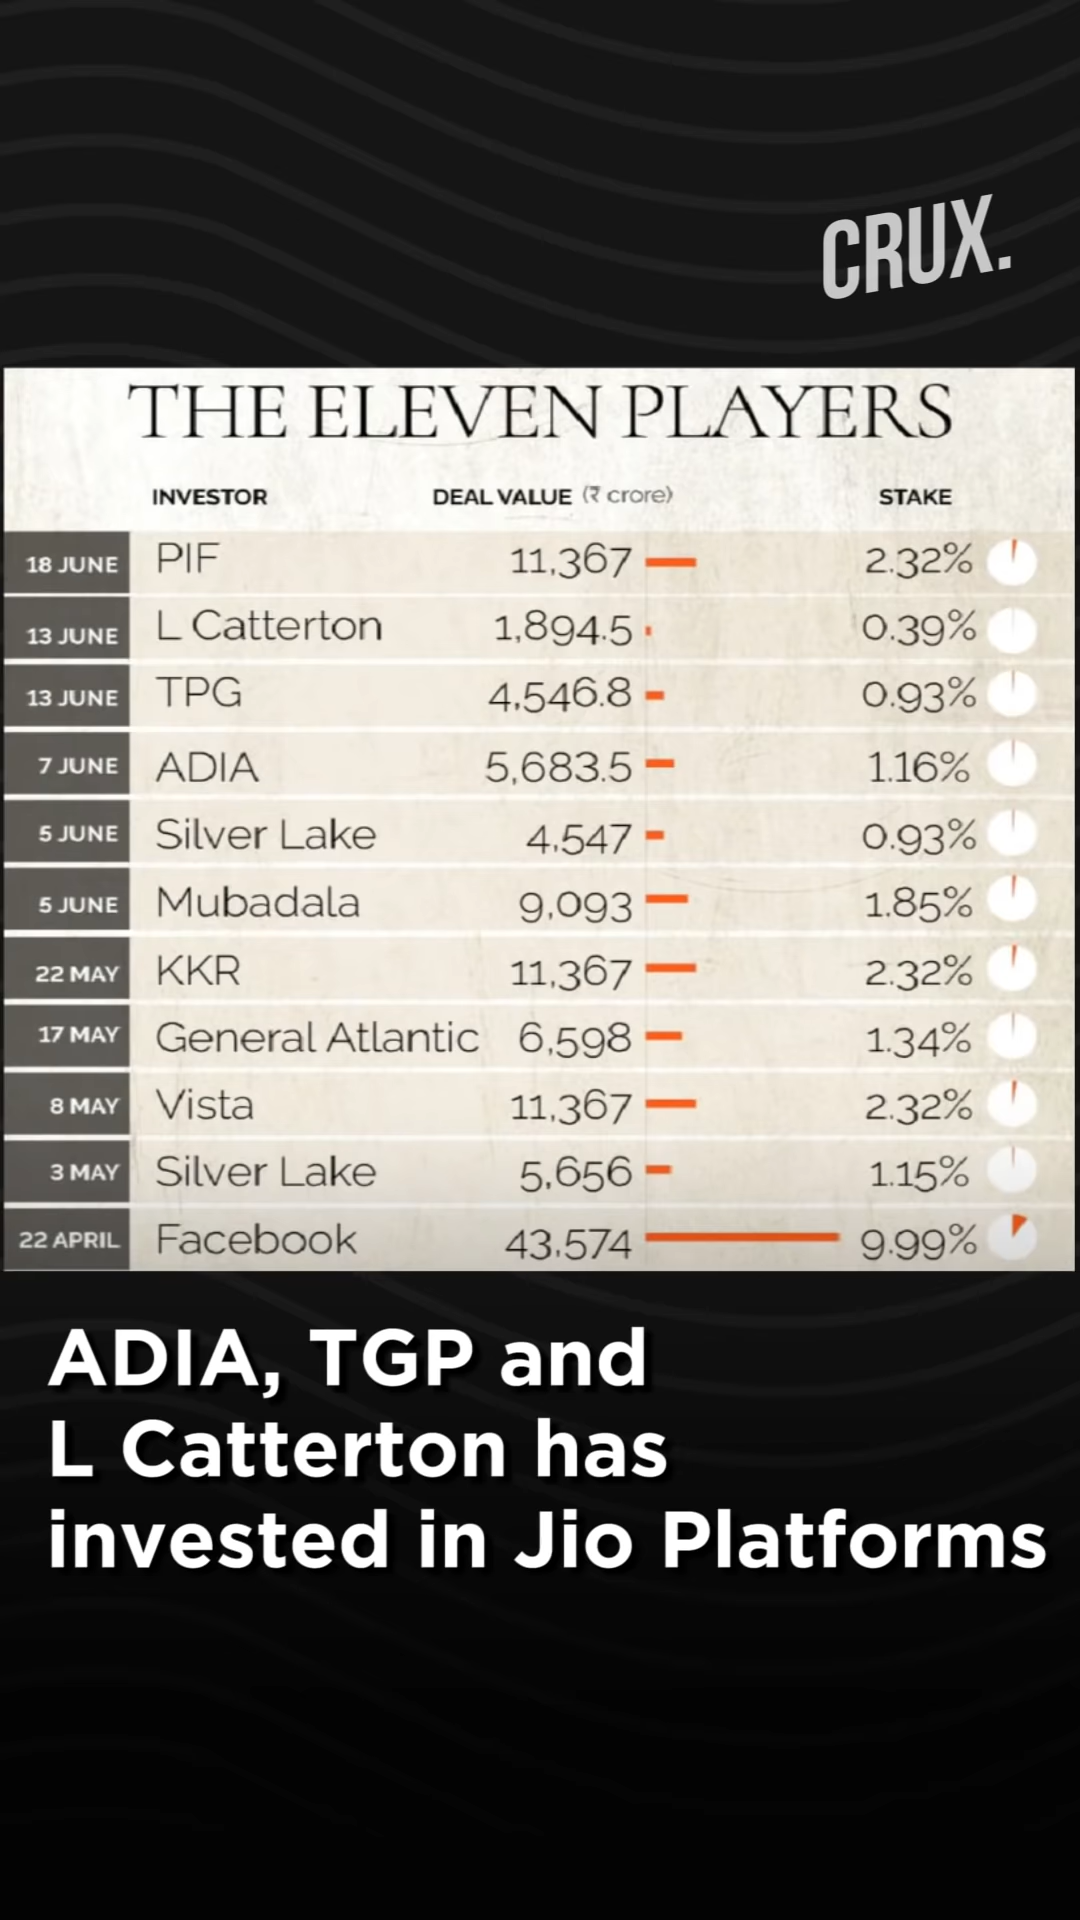 CRUX.
THE ELEVEN PLAYERS
INVESTOR DEAL VALUE (₹ crore) STAKE
18 JUNE PIF 11,367 2.32%
13 JUNE L Catterton 1,894.5 0.39%
13 JUNE TPG 4,546.8 0.93%
7 JUNE ADIA 5,683.5 1.16%
5 JUNE Silver Lake 4,547 0.93%
5 JUNE Mubadala 9,093 1.85%
22 MAY KKR 11,367 2.32%
17 MAY General Atlantic 6,598 1.34%
8 MAY Vista 11,367 2.32%
3 MAY Silver Lake 5,656 1.15%
22 APRIL Facebook 43,574 9.99%
ADIA, TGP and
L Catterton has
invested in Jio Platforms